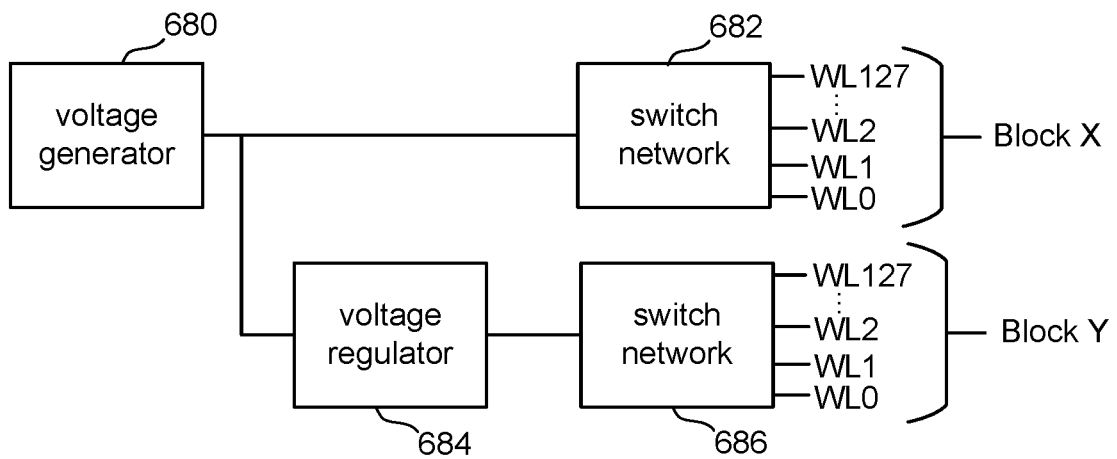 680
voltage
generator
682
switch
network
WL127
WL2
WL1
WL0
Block X
voltage
regulator
684
switch
network
686
WL127
WL2
WL1
WL0
Block Y